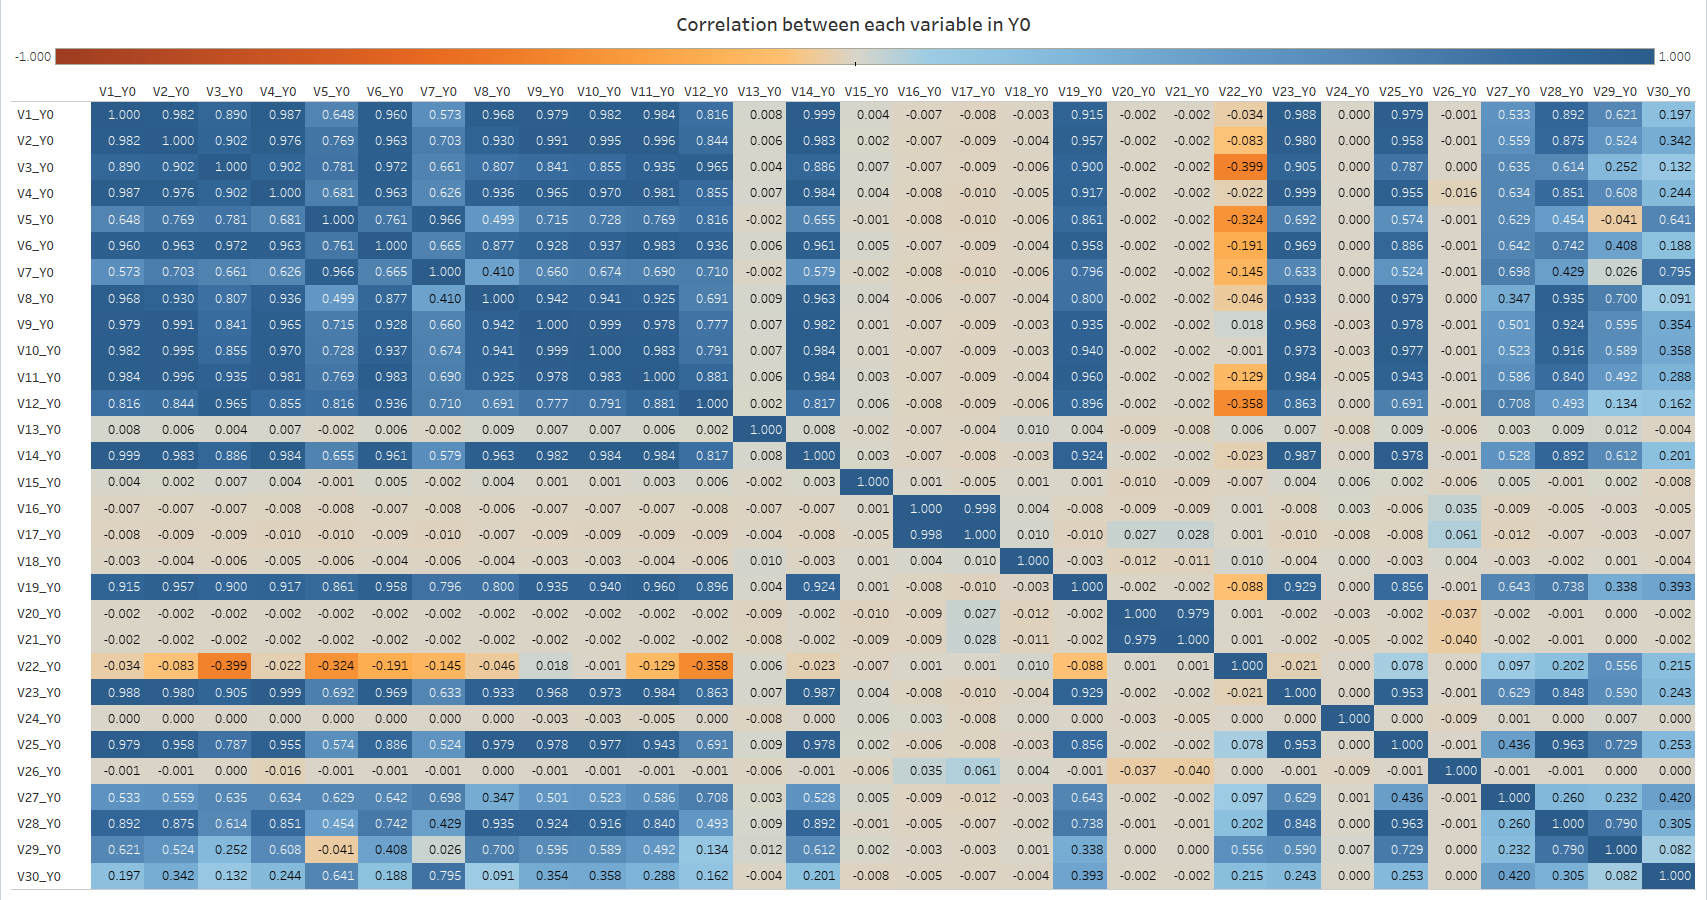 Correlation between each variable in Y0
-1.000 1.000
V1_Y0 V2_Y0 V3_Y0 V4_Y0 V5_Y0 V6_Y0 V7_Y0 V8_Y0 V9_Y0 V10_Y0 V11_Y0 V12_Y0 V13_Y0 V14_Y0 V15_Y0 V16_Y0 V17_Y0 V18_Y0 V19_Y0 V20_Y0 V21_Y0 V22_Y0 V23_Y0 V24_Y0 V25_Y0 V26_Y0 V27_Y0 V28_Y0 V29_Y0 V30_Y0
V1_Y0 1.000 0.982 0.890 0.987 0.648 0.960 0.573 0.968 0.979 0.982 0.984 0.816 0.008 0.999 0.004 -0.007 -0.008 -0.003 0.915 -0.002 -0.002 -0.034 0.988 0.000 0.979 -0.001 0.533 0.892 0.621 0.197
V2_Y0 0.982 1.000 0.902 0.976 0.769 0.963 0.703 0.930 0.991 0.995 0.996 0.844 0.006 0.983 0.002 -0.007 -0.009 -0.004 0.957 -0.002 -0.002 -0.083 0.980 0.000 0.958 -0.001 0.559 0.875 0.524 0.342
V3_Y0 0.890 0.902 1.000 0.902 0.781 0.972 0.661 0.807 0.841 0.855 0.935 0.965 0.004 0.886 0.007 -0.007 -0.009 -0.006 0.900 -0.002 -0.002 -0.399 0.905 0.000 0.787 0.000 0.635 0.614 0.252 0.132
V4_Y0 0.987 0.976 0.902 1.000 0.681 0.963 0.626 0.936 0.965 0.970 0.981 0.855 0.007 0.984 0.004 -0.008 -0.010 -0.005 0.917 -0.002 -0.002 -0.022 0.999 0.000 0.955 -0.016 0.634 0.851 0.608 0.244
V5_Y0 0.648 0.769 0.781 0.681 1.000 0.761 0.966 0.499 0.715 0.728 0.769 0.816 -0.002 0.655 -0.001 -0.008 -0.010 -0.006 0.861 -0.002 -0.002 -0.324 0.692 0.000 0.574 -0.001 0.629 0.454 -0.041 0.641
V6_Y0 0.960 0.963 0.972 0.963 0.761 1.000 0.665 0.877 0.928 0.937 0.983 0.936 0.006 0.961 0.005 -0.007 -0.009 -0.004 0.958 -0.002 -0.002 -0.191 0.969 0.000 0.886 -0.001 0.642 0.742 0.408 0.188
V7_Y0 0.573 0.703 0.661 0.626 0.966 0.665 1.000 0.410 0.660 0.674 0.690 0.710 -0.002 0.579 -0.002 -0.008 -0.010 -0.006 0.796 -0.002 -0.002 -0.145 0.633 0.000 0.524 -0.001 0.698 0.429 0.026 0.795
V8_Y0 0.968 0.930 0.807 0.936 0.499 0.877 0.410 1.000 0.942 0.941 0.925 0.691 0.009 0.963 0.004 -0.006 -0.007 -0.004 0.800 -0.002 -0.002 -0.046 0.933 0.000 0.979 0.000 0.347 0.935 0.700 0.091
V9_Y0 0.979 0.991 0.841 0.965 0.715 0.928 0.660 0.942 1.000 0.999 0.978 0.777 0.007 0.982 0.001 -0.007 -0.009 -0.003 0.935 -0.002 -0.002 0.018 0.968 -0.003 0.978 -0.001 0.501 0.924 0.595 0.354
V10_Y0 0.982 0.995 0.855 0.970 0.728 0.937 0.674 0.941 0.999 1.000 0.983 0.791 0.007 0.984 0.001 -0.007 -0.009 -0.003 0.940 -0.002 -0.002 -0.001 0.973 -0.003 0.977 -0.001 0.523 0.916 0.589 0.358
V11_Y0 0.984 0.996 0.935 0.981 0.769 0.983 0.690 0.925 0.978 0.983 1.000 0.881 0.006 0.984 0.003 -0.007 -0.009 -0.004 0.960 -0.002 -0.002 -0.129 0.984 -0.005 0.943 -0.001 0.586 0.840 0.492 0.288
V12_Y0 0.816 0.844 0.965 0.855 0.816 0.936 0.710 0.691 0.777 0.791 0.881 1.000 0.002 0.817 0.006 -0.008 -0.009 -0.006 0.896 -0.002 -0.002 -0.358 0.863 0.000 0.691 -0.001 0.708 0.493 0.134 0.162
V13_Y0 0.008 0.006 0.004 0.007 -0.002 0.006 -0.002 0.009 0.007 0.007 0.006 0.002 1.000 0.008 -0.002 -0.007 -0.004 0.010 0.004 -0.009 -0.008 0.006 0.007 -0.008 0.009 -0.006 0.003 0.009 0.012 -0.004
V14_Y0 0.999 0.983 0.886 0.984 0.655 0.961 0.579 0.963 0.982 0.984 0.984 0.817 0.008 1.000 0.003 -0.007 -0.008 -0.003 0.924 -0.002 -0.002 -0.023 0.987 0.000 0.978 -0.001 0.528 0.892 0.612 0.201
V15_Y0 0.004 0.002 0.007 0.004 -0.001 0.005 -0.002 0.004 0.001 0.001 0.003 0.006 -0.002 0.003 1.000 0.001 -0.005 0.001 0.001 -0.010 -0.009 -0.007 0.004 0.006 0.002 -0.006 0.005 -0.001 0.002 -0.008
V16_Y0 -0.007 -0.007 -0.007 -0.008 -0.008 -0.007 -0.008 -0.006 -0.007 -0.007 -0.007 -0.008 -0.007 -0.007 0.001 1.000 0.998 0.004 -0.008 -0.009 -0.009 0.001 -0.008 0.003 -0.006 0.035 -0.009 -0.005 -0.003 -0.005
V17_Y0 -0.008 -0.009 -0.009 -0.010 -0.010 -0.009 -0.010 -0.007 -0.009 -0.009 -0.009 -0.009 -0.004 -0.008 -0.005 0.998 1.000 0.010 -0.010 0.027 0.028 0.001 -0.010 -0.008 -0.008 0.061 -0.012 -0.007 -0.003 -0.007
V18_Y0 -0.003 -0.004 -0.006 -0.005 -0.006 -0.004 -0.006 -0.004 -0.003 -0.003 -0.004 -0.006 0.010 -0.003 0.001 0.004 0.010 1.000 -0.003 -0.012 -0.011 0.010 -0.004 0.000 -0.003 0.004 -0.003 -0.002 0.001 -0.004
V19_Y0 0.915 0.957 0.900 0.917 0.861 0.958 0.796 0.800 0.935 0.940 0.960 0.896 0.004 0.924 0.001 -0.008 -0.010 -0.003 1.000 -0.002 -0.002 -0.088 0.929 0.000 0.856 -0.001 0.643 0.738 0.338 0.393
V20_Y0 -0.002 -0.002 -0.002 -0.002 -0.002 -0.002 -0.002 -0.002 -0.002 -0.002 -0.002 -0.002 -0.009 -0.002 -0.010 -0.009 0.027 -0.012 -0.002 1.000 0.979 0.001 -0.002 -0.003 -0.002 -0.037 -0.002 -0.001 0.000 -0.002
V21_Y0 -0.002 -0.002 -0.002 -0.002 -0.002 -0.002 -0.002 -0.002 -0.002 -0.002 -0.002 -0.002 -0.008 -0.002 -0.009 -0.009 0.028 -0.011 -0.002 0.979 1.000 0.001 -0.002 -0.005 -0.002 -0.040 -0.002 -0.001 0.000 -0.002
V22_Y0 -0.034 -0.083 -0.399 -0.022 -0.324 -0.191 -0.145 -0.046 0.018 -0.001 -0.129 -0.358 0.006 -0.023 -0.007 0.001 0.001 0.010 -0.088 0.001 0.001 1.000 -0.021 0.000 0.078 0.000 0.097 0.202 0.556 0.215
V23_Y0 0.988 0.980 0.905 0.999 0.692 0.969 0.633 0.933 0.968 0.973 0.984 0.863 0.007 0.987 0.004 -0.008 -0.010 -0.004 0.929 -0.002 -0.002 -0.021 1.000 0.000 0.953 -0.001 0.629 0.848 0.590 0.243
V24_Y0 0.000 0.000 0.000 0.000 0.000 0.000 0.000 0.000 -0.003 -0.003 -0.005 0.000 -0.008 0.000 0.006 0.003 -0.008 0.000 0.000 -0.003 -0.005 0.000 0.000 1.000 0.000 -0.009 0.001 0.000 0.007 0.000
V25_Y0 0.979 0.958 0.787 0.955 0.574 0.886 0.524 0.979 0.978 0.977 0.943 0.691 0.009 0.978 0.002 -0.006 -0.008 -0.003 0.856 -0.002 -0.002 0.078 0.953 0.000 1.000 -0.001 0.436 0.963 0.729 0.253
V26_Y0 -0.001 -0.001 0.000 -0.016 -0.001 -0.001 -0.001 0.000 -0.001 -0.001 -0.001 -0.001 -0.006 -0.001 -0.006 0.035 0.061 0.004 -0.001 -0.037 -0.040 0.000 -0.001 -0.009 -0.001 1.000 -0.001 -0.001 0.000 0.000
V27_Y0 0.533 0.559 0.635 0.634 0.629 0.642 0.698 0.347 0.501 0.523 0.586 0.708 0.003 0.528 0.005 -0.009 -0.012 -0.003 0.643 -0.002 -0.002 0.097 0.629 0.001 0.436 -0.001 1.000 0.260 0.232 0.420
V28_Y0 0.892 0.875 0.614 0.851 0.454 0.742 0.429 0.935 0.924 0.916 0.840 0.493 0.009 0.892 -0.001 -0.005 -0.007 -0.002 0.738 -0.001 -0.001 0.202 0.848 0.000 0.963 -0.001 0.260 1.000 0.790 0.305
V29_Y0 0.621 0.524 0.252 0.608 -0.041 0.408 0.026 0.700 0.595 0.589 0.492 0.134 0.012 0.612 0.002 -0.003 -0.003 0.001 0.338 0.000 0.000 0.556 0.590 0.007 0.729 0.000 0.232 0.790 1.000 0.082
V30_Y0 0.197 0.342 0.132 0.244 0.641 0.188 0.795 0.091 0.354 0.358 0.288 0.162 -0.004 0.201 -0.008 -0.005 -0.007 -0.004 0.393 -0.002 -0.002 0.215 0.243 0.000 0.253 0.000 0.420 0.305 0.082 1.000